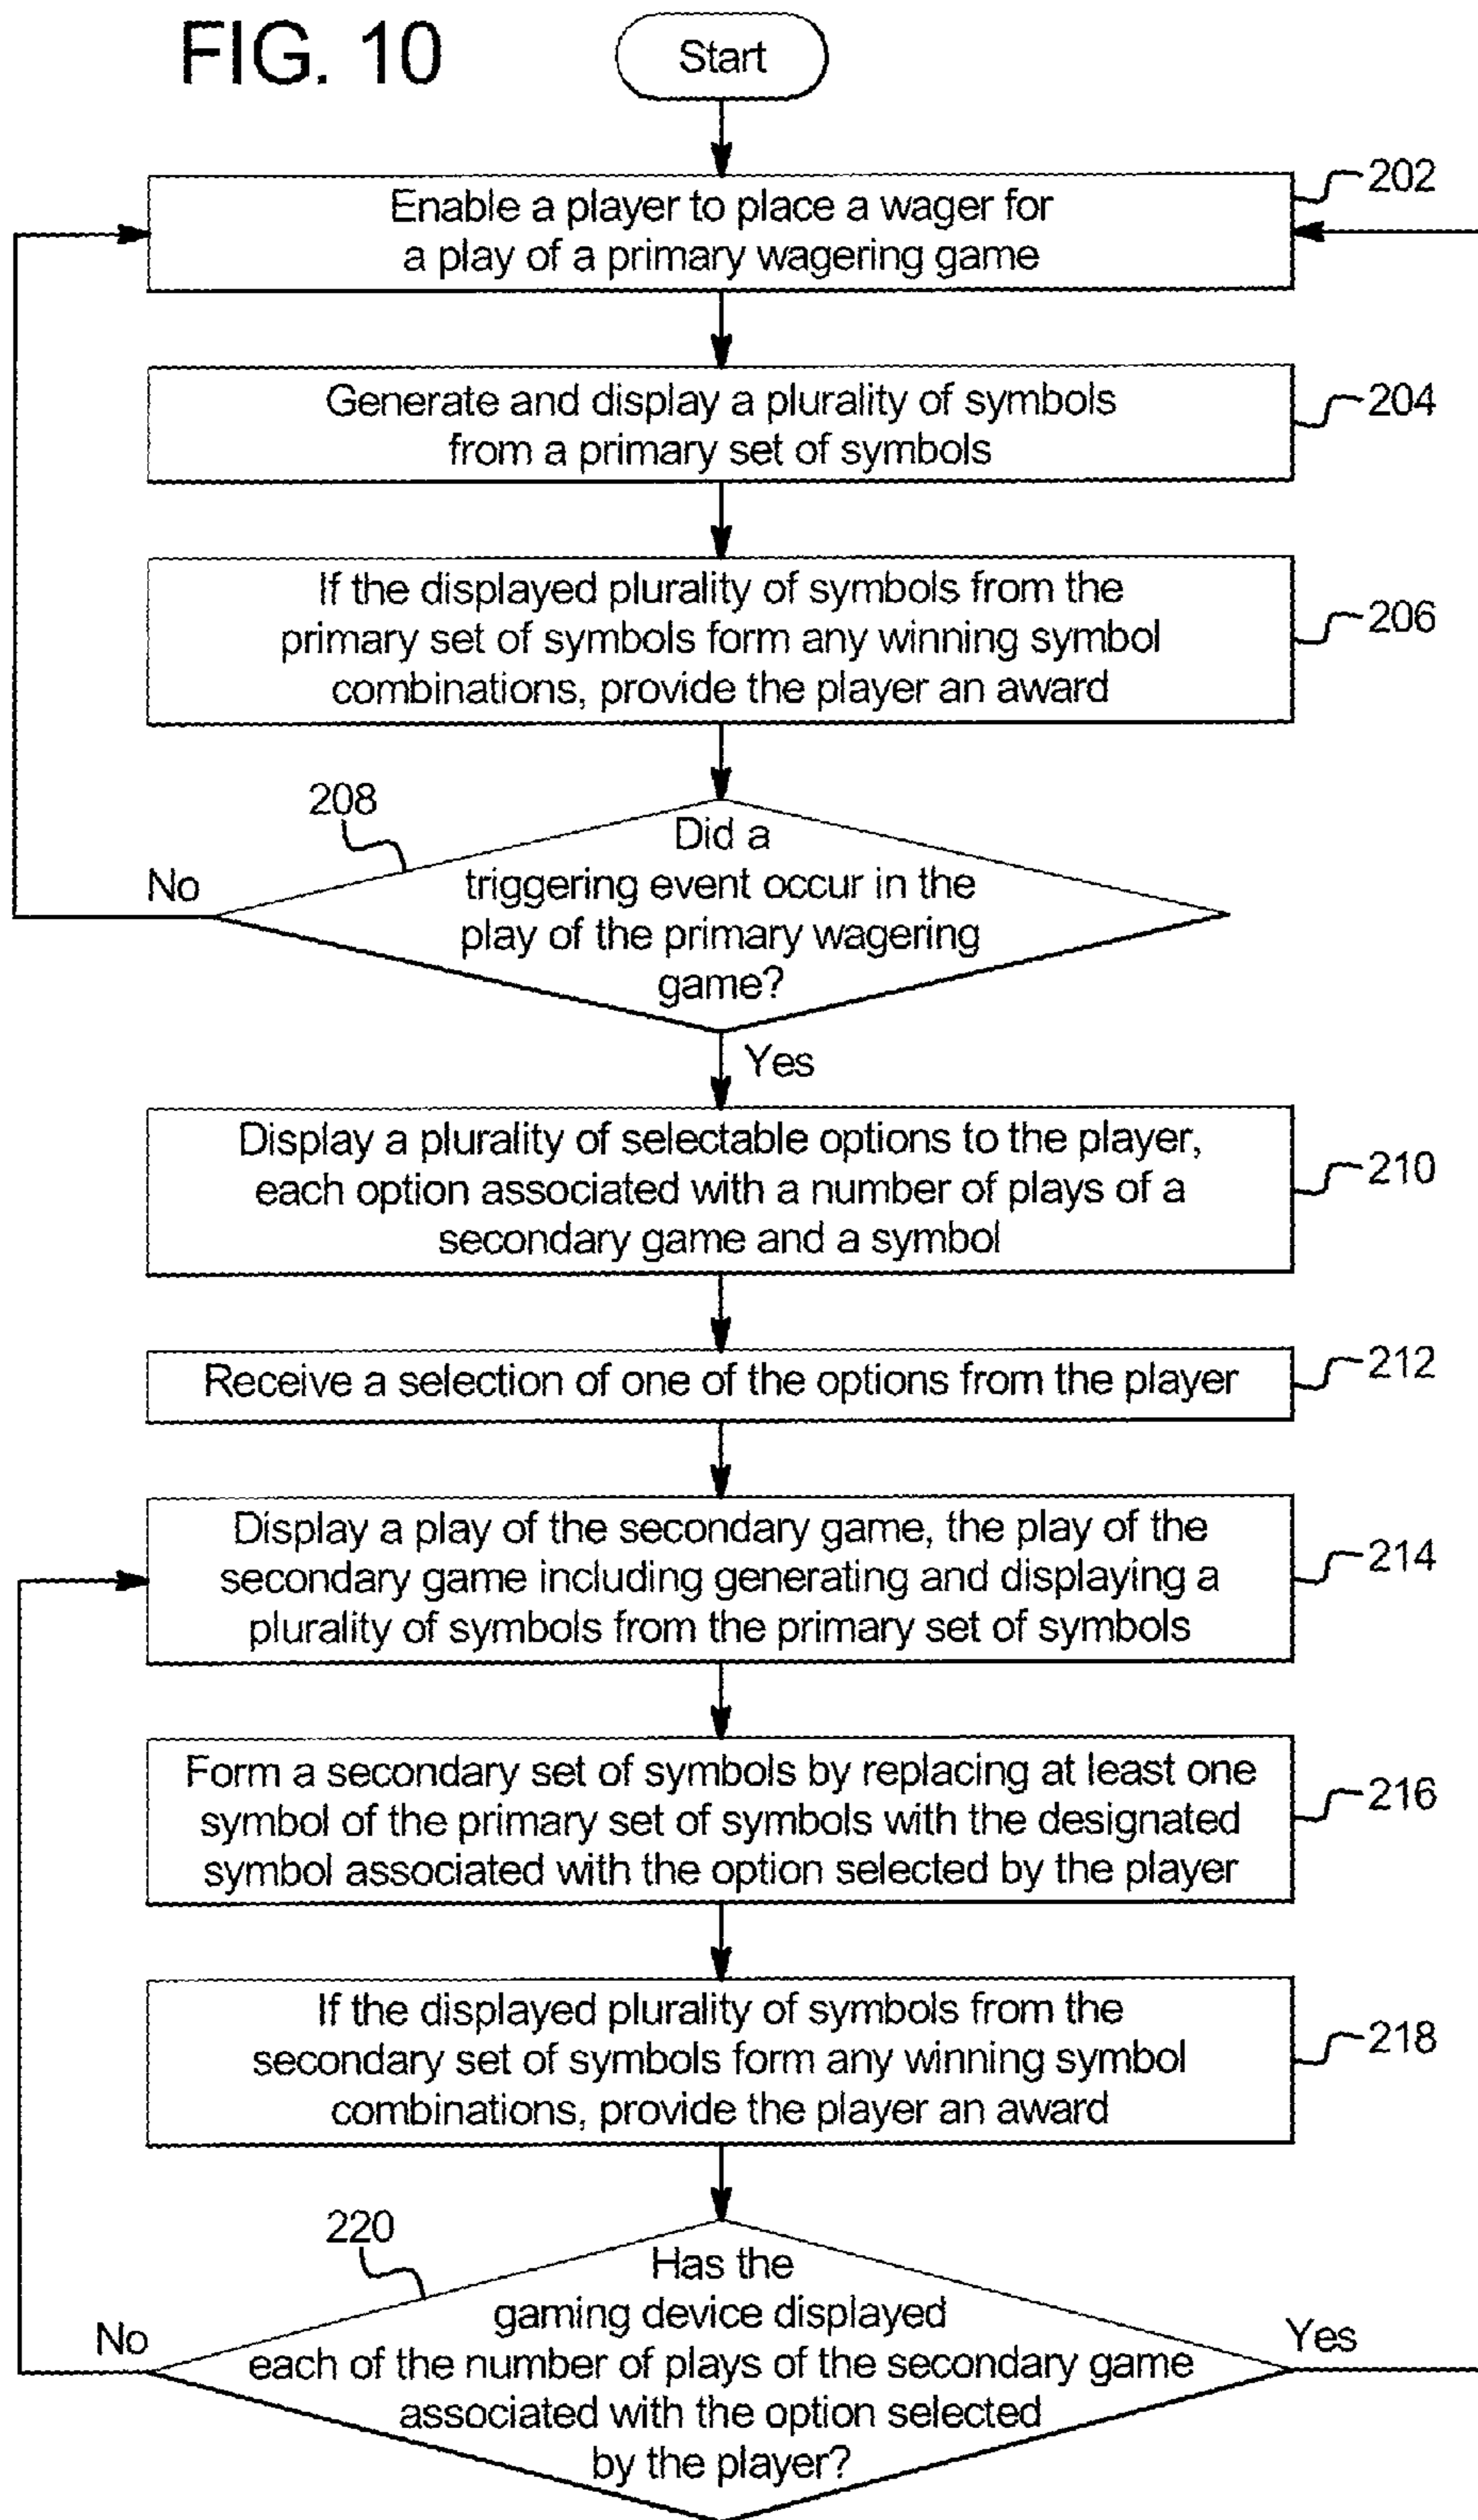 FIG. 10
Start
Enable a player to place a wager for
a play of a primary wagering game
202
Generate and display a plurality of symbols
from a primary set of symbols
204
If the displayed plurality of symbols from the
primary set of symbols form any winning symbol
combinations, provide the player an award
206
208
Did a
triggering event occur in the
play of the primary wagering
game?
No
Yes
Display a plurality of selectable options to the player,
each option associated with a number of plays of a
secondary game and a symbol
210
Receive a selection of one of the options from the player
212
Display a play of the secondary game, the play of the
secondary game including generating and displaying a
plurality of symbols from the primary set of symbols
214
Form a secondary set of symbols by replacing at least one
symbol of the primary set of symbols with the designated
symbol associated with the option selected by the player
216
If the displayed plurality of symbols from the
secondary set of symbols form any winning symbol
combinations, provide the player an award
218
220
Has the
gaming device displayed
each of the number of plays of the secondary game
associated with the option selected
by the player?
No
Yes